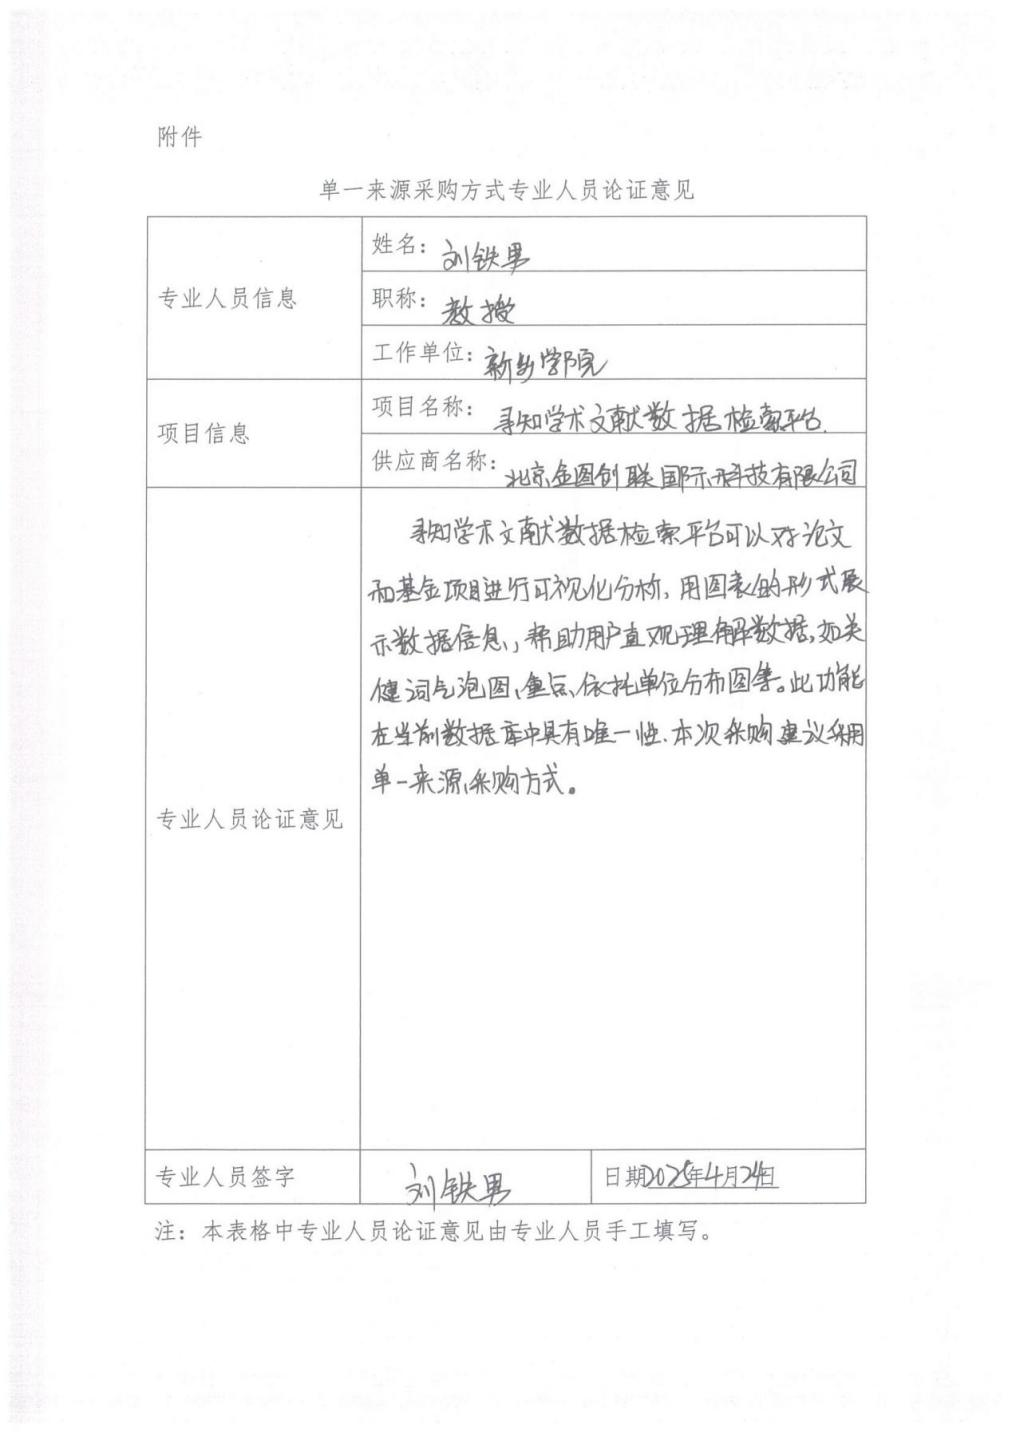 附件
单一来源采购方式专业人员论证意见
专业人员信息
姓名：刘铁男
职称：教授
工作单位：新乡学院
项目信息
项目名称：寻知学术文献数据检索平台
供应商名称：北京金图创联国际科技有限公司
专业人员论证意见
寻知学术文献数据检索平台可以对论文
和基金项目进行可视化分析，用图表的形式展
示数据信息，帮助用户直观理解数据，如关
键词气泡图、重点、依托单位分布图等。此功能
在当前数据库中具有唯一性、本次采购建议采用
单一来源采购方式。
专业人员签字
刘铁男
日期2025年4月24日
注：本表格中专业人员论证意见由专业人员手工填写。